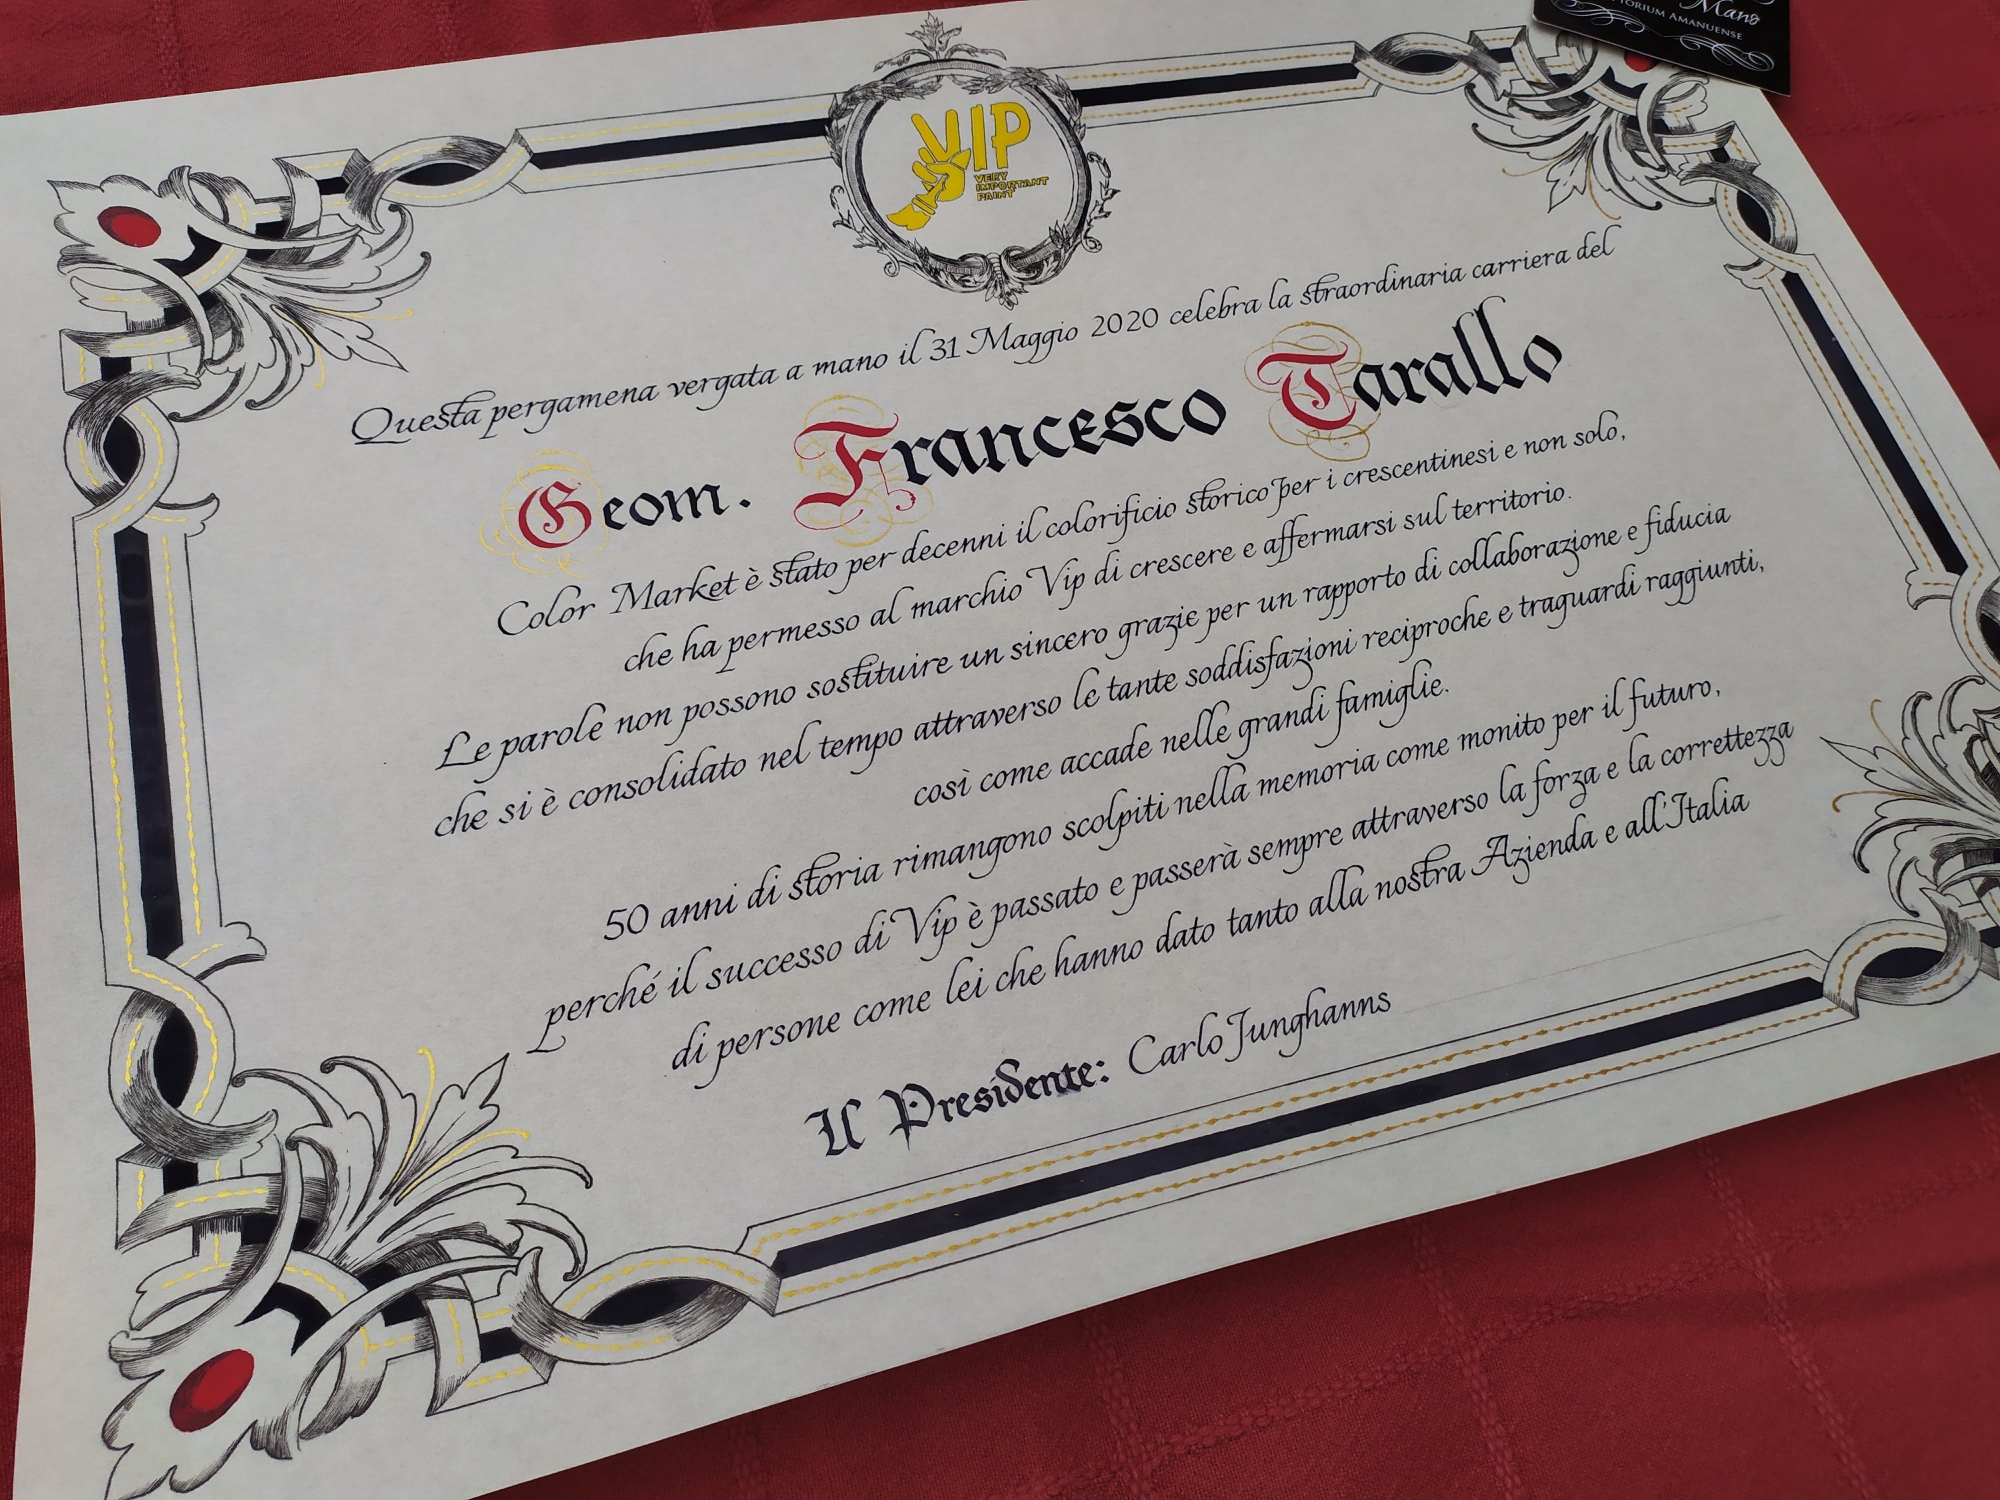 Mano
TORIUM AMANUENSE
VIP
VERY
IMPORTANT
PAINT
Questa pergamena vergata a mano il 31 Maggio 2020 celebra la straordinaria carriera del
Geom. Francesco Tarallo
Color Market è stato per decenni il colorificio storico per i crescentinesi e non solo,
che ha permesso al marchio Vip di crescere e affermarsi sul territorio.
Le parole non possono sostituire un sincero grazie per un rapporto di collaborazione e fiducia
che si è consolidato nel tempo attraverso le tante soddisfazioni reciproche e traguardi raggiunti,
così come accade nelle grandi famiglie.
50 anni di storia rimangono scolpiti nella memoria come monito per il futuro,
perché il successo di Vip è passato e passerà sempre attraverso la forza e la correttezza
di persone come lei che hanno dato tanto alla nostra Azienda e all'Italia
Il Presidente: Carlo Junghanns